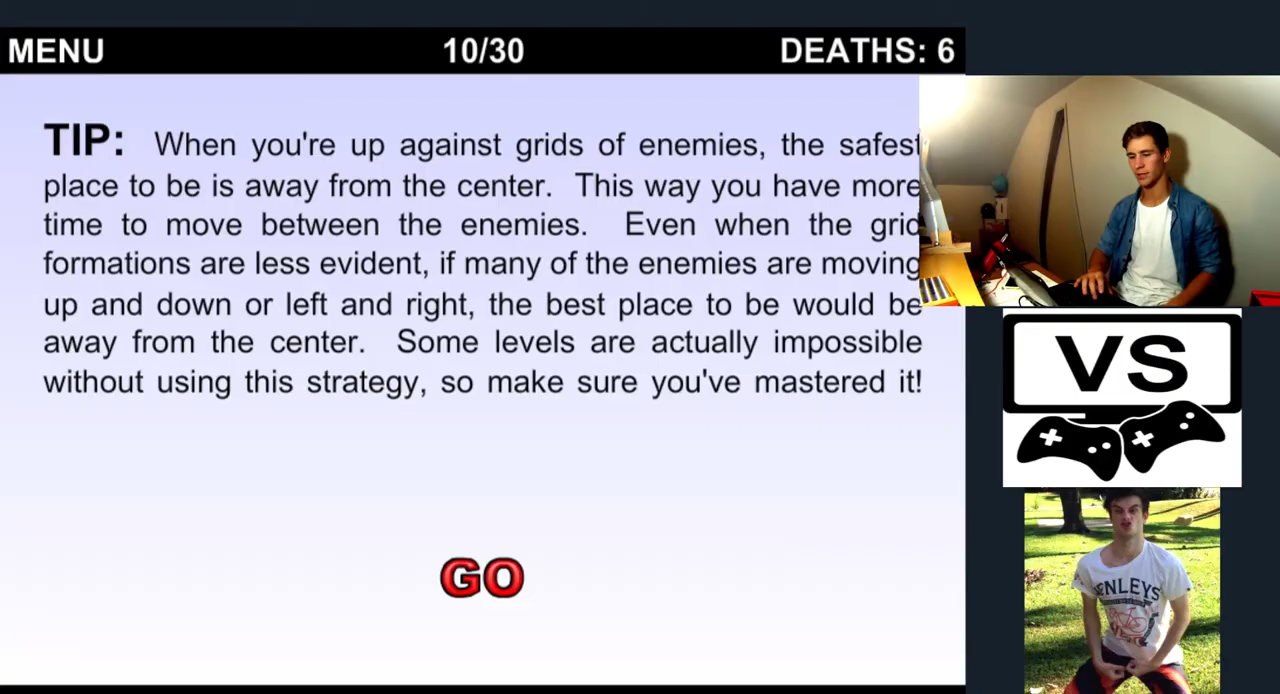 MENU 10/30 DEATHS: 6
TIP: When you're up against grids of enemies, the safest
place to be is away from the center. This way you have more
time to move between the enemies. Even when the grid
formations are less evident, if many of the enemies are moving
up and down or left and right, the best place to be would be
away from the center. Some levels are actually impossible
without using this strategy, so make sure you've mastered it!
GO
VS